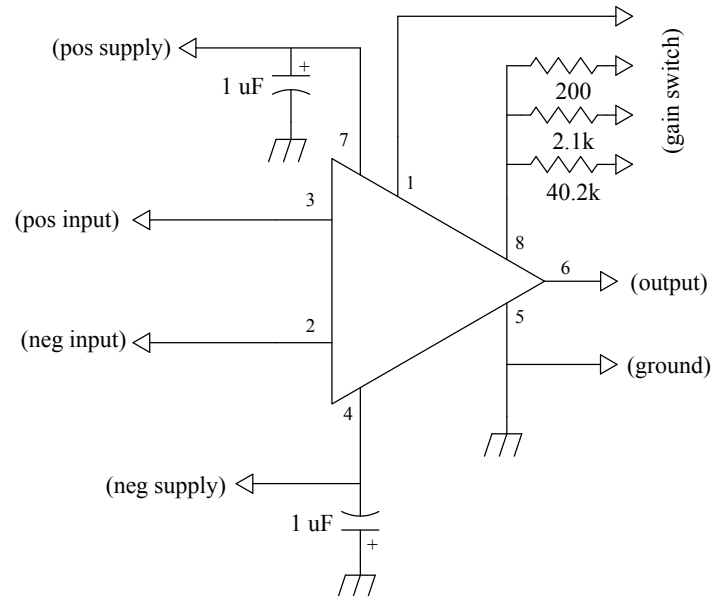 (pos supply)
+
1 uF
7
1
200
2.1k
40.2k
(gain switch)
3
(pos input)
8
6
(output)
2
(neg input)
5
(ground)
4
(neg supply)
1 uF
+